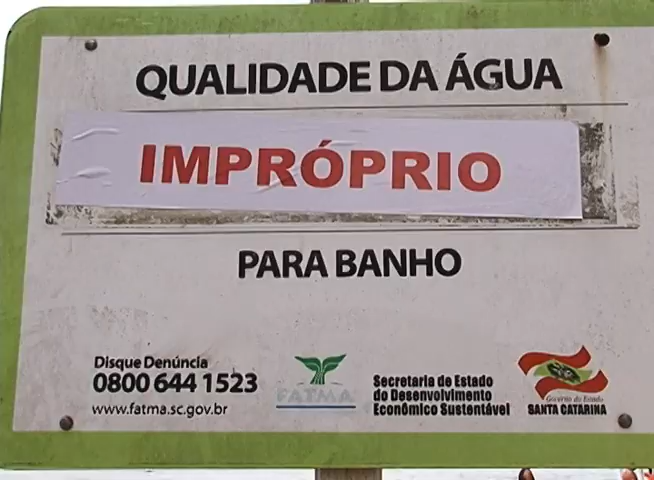 QUALIDADE DA ÁGUA
IMPRÓPRIO
PARA BANHO
Disque Denúncia
0800 644 1523
www.fatma.sc.gov.br
FATMA
Secretaria de Estado
do Desenvolvimento
Econômico Sustentável
Governo do Estado
SANTA CATARINA